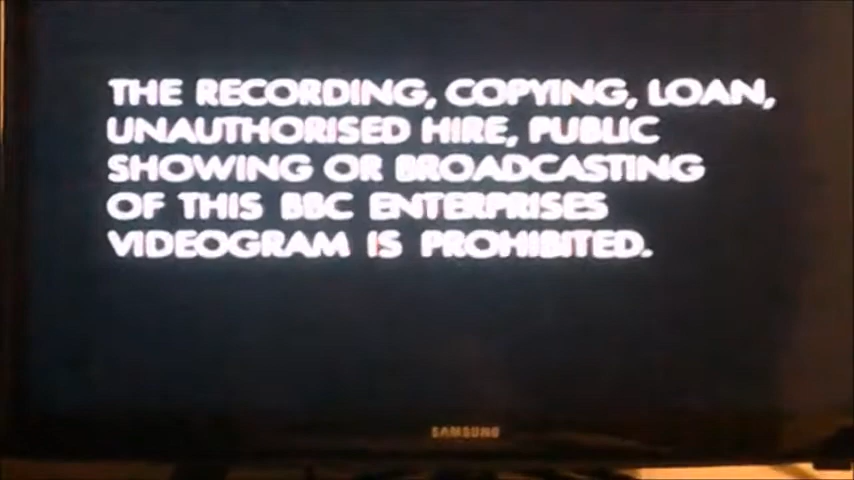 THE RECORDING, COPYING, LOAN,
UNAUTHORISED HIRE, PUBLIC
SHOWING OR BROADCASTING
OF THIS BBC ENTERPRISES
VIDEOGRAM IS PROHIBITED.
SAMSUNG